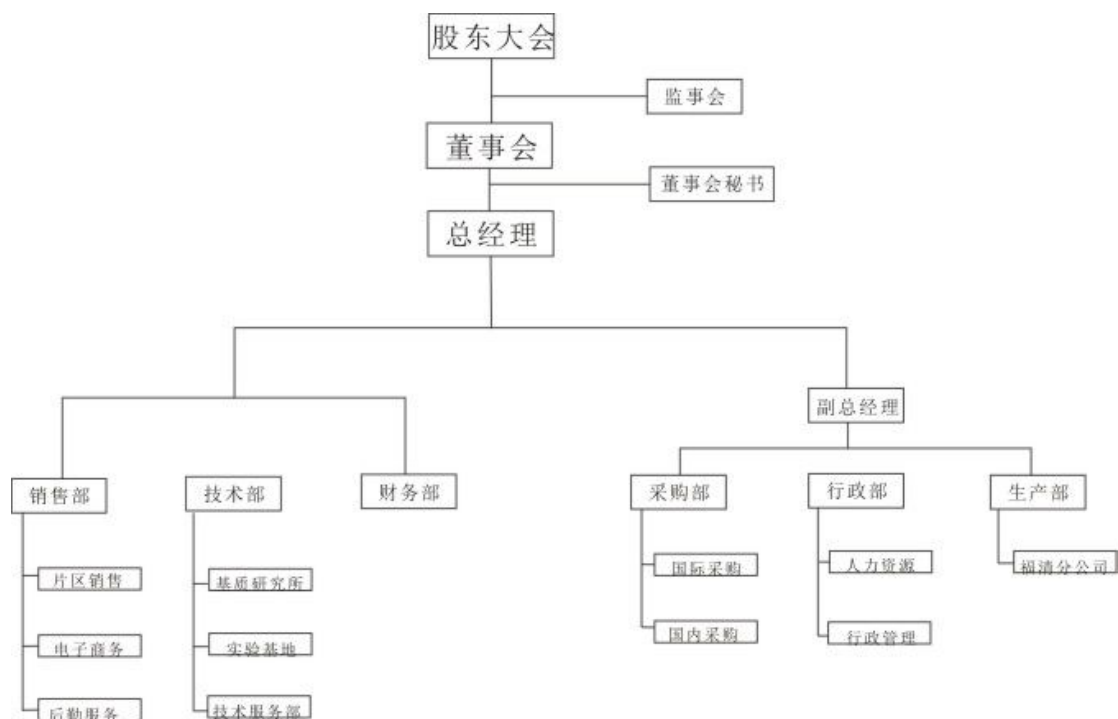 股东大会
监事会
董事会
董事会秘书
总经理
副总经理
销售部
技术部
财务部
采购部
行政部
生产部
片区销售
基质研究所
国际采购
人力资源
福清分公司
电子商务
实验基地
国内采购
行政管理
后勤服务
技术服务部